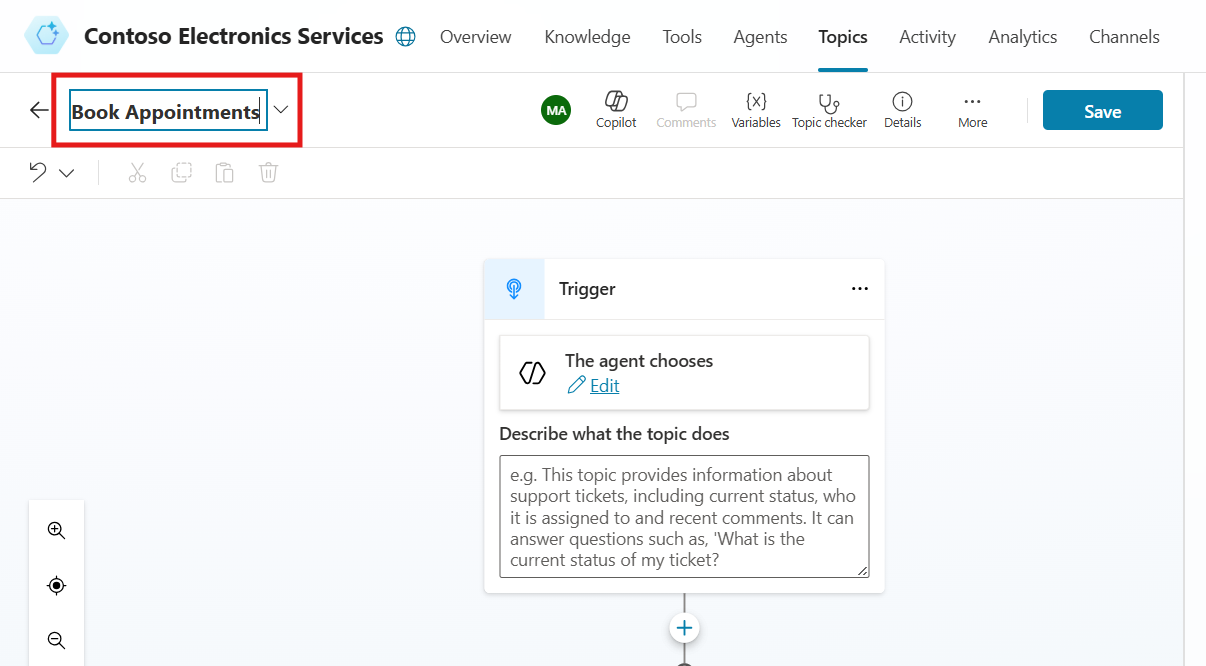 Contoso Electronics Services
Overview
Knowledge
Tools
Agents
Topics
Activity
Analytics
Channels
Book Appointments
MA
Copilot
Comments
{x}
Variables
Topic checker
Details
More
Save
Trigger
The agent chooses
Edit
Describe what the topic does
e.g. This topic provides information about
support tickets, including current status, who
it is assigned to and recent comments. It can
answer questions such as, 'What is the
current status of my ticket?